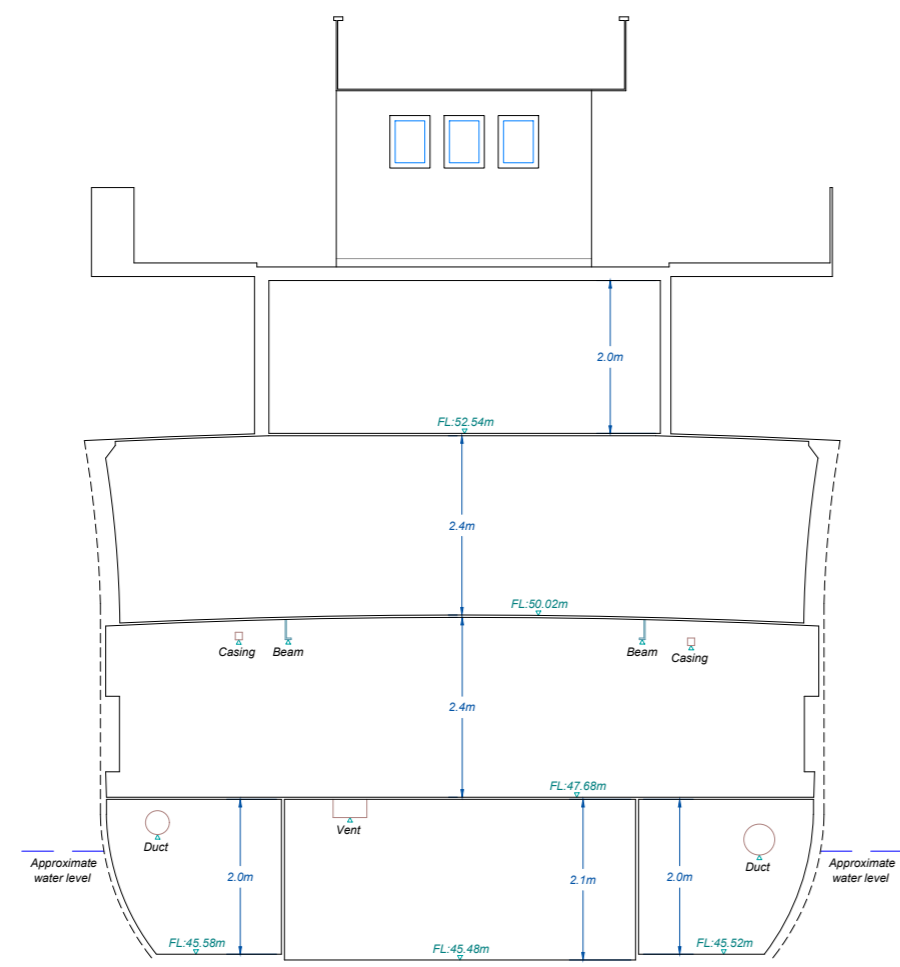 2.0m
FL:52.54m
2.4m
FL:50.02m
Casing
Beam
Beam
Casing
2.4m
FL:47.68m
Vent
Duct
Duct
Approximate
water level
Approximate
water level
2.0m
2.1m
2.0m
FL:45.58m
FL:45.48m
FL:45.52m